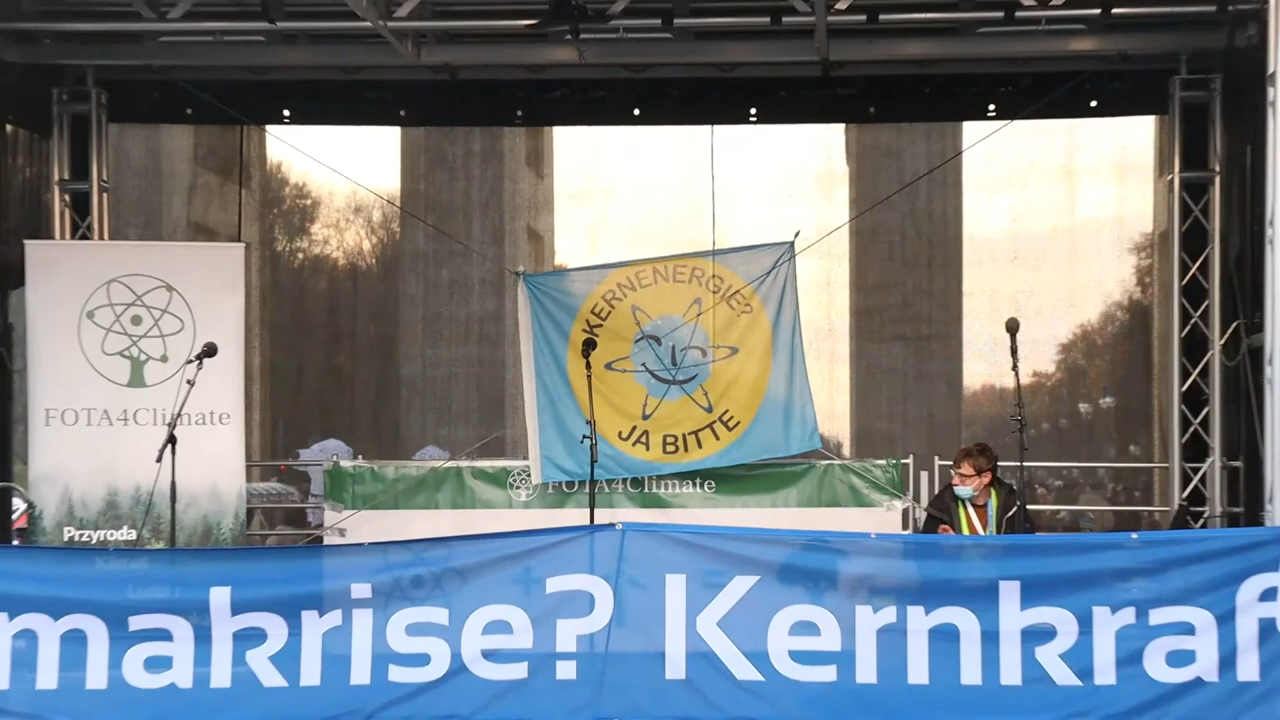 FOTA4Climate
Przyroda
KERNENERGIE?
JA BITTE
FOTA4Climate
makrise? Kernkraf